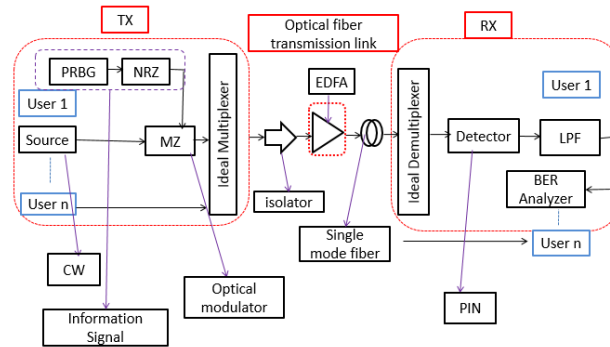 TX
Optical fiber
transmission link
RX
PRBG
NRZ
User 1
Source
MZ
User n
Ideal Multiplexer
EDFA
isolator
Single
mode fiber
Ideal Demultiplexer
User 1
Detector
LPF
BER
Analyzer
User n
CW
Optical
modulator
Information
Signal
PIN